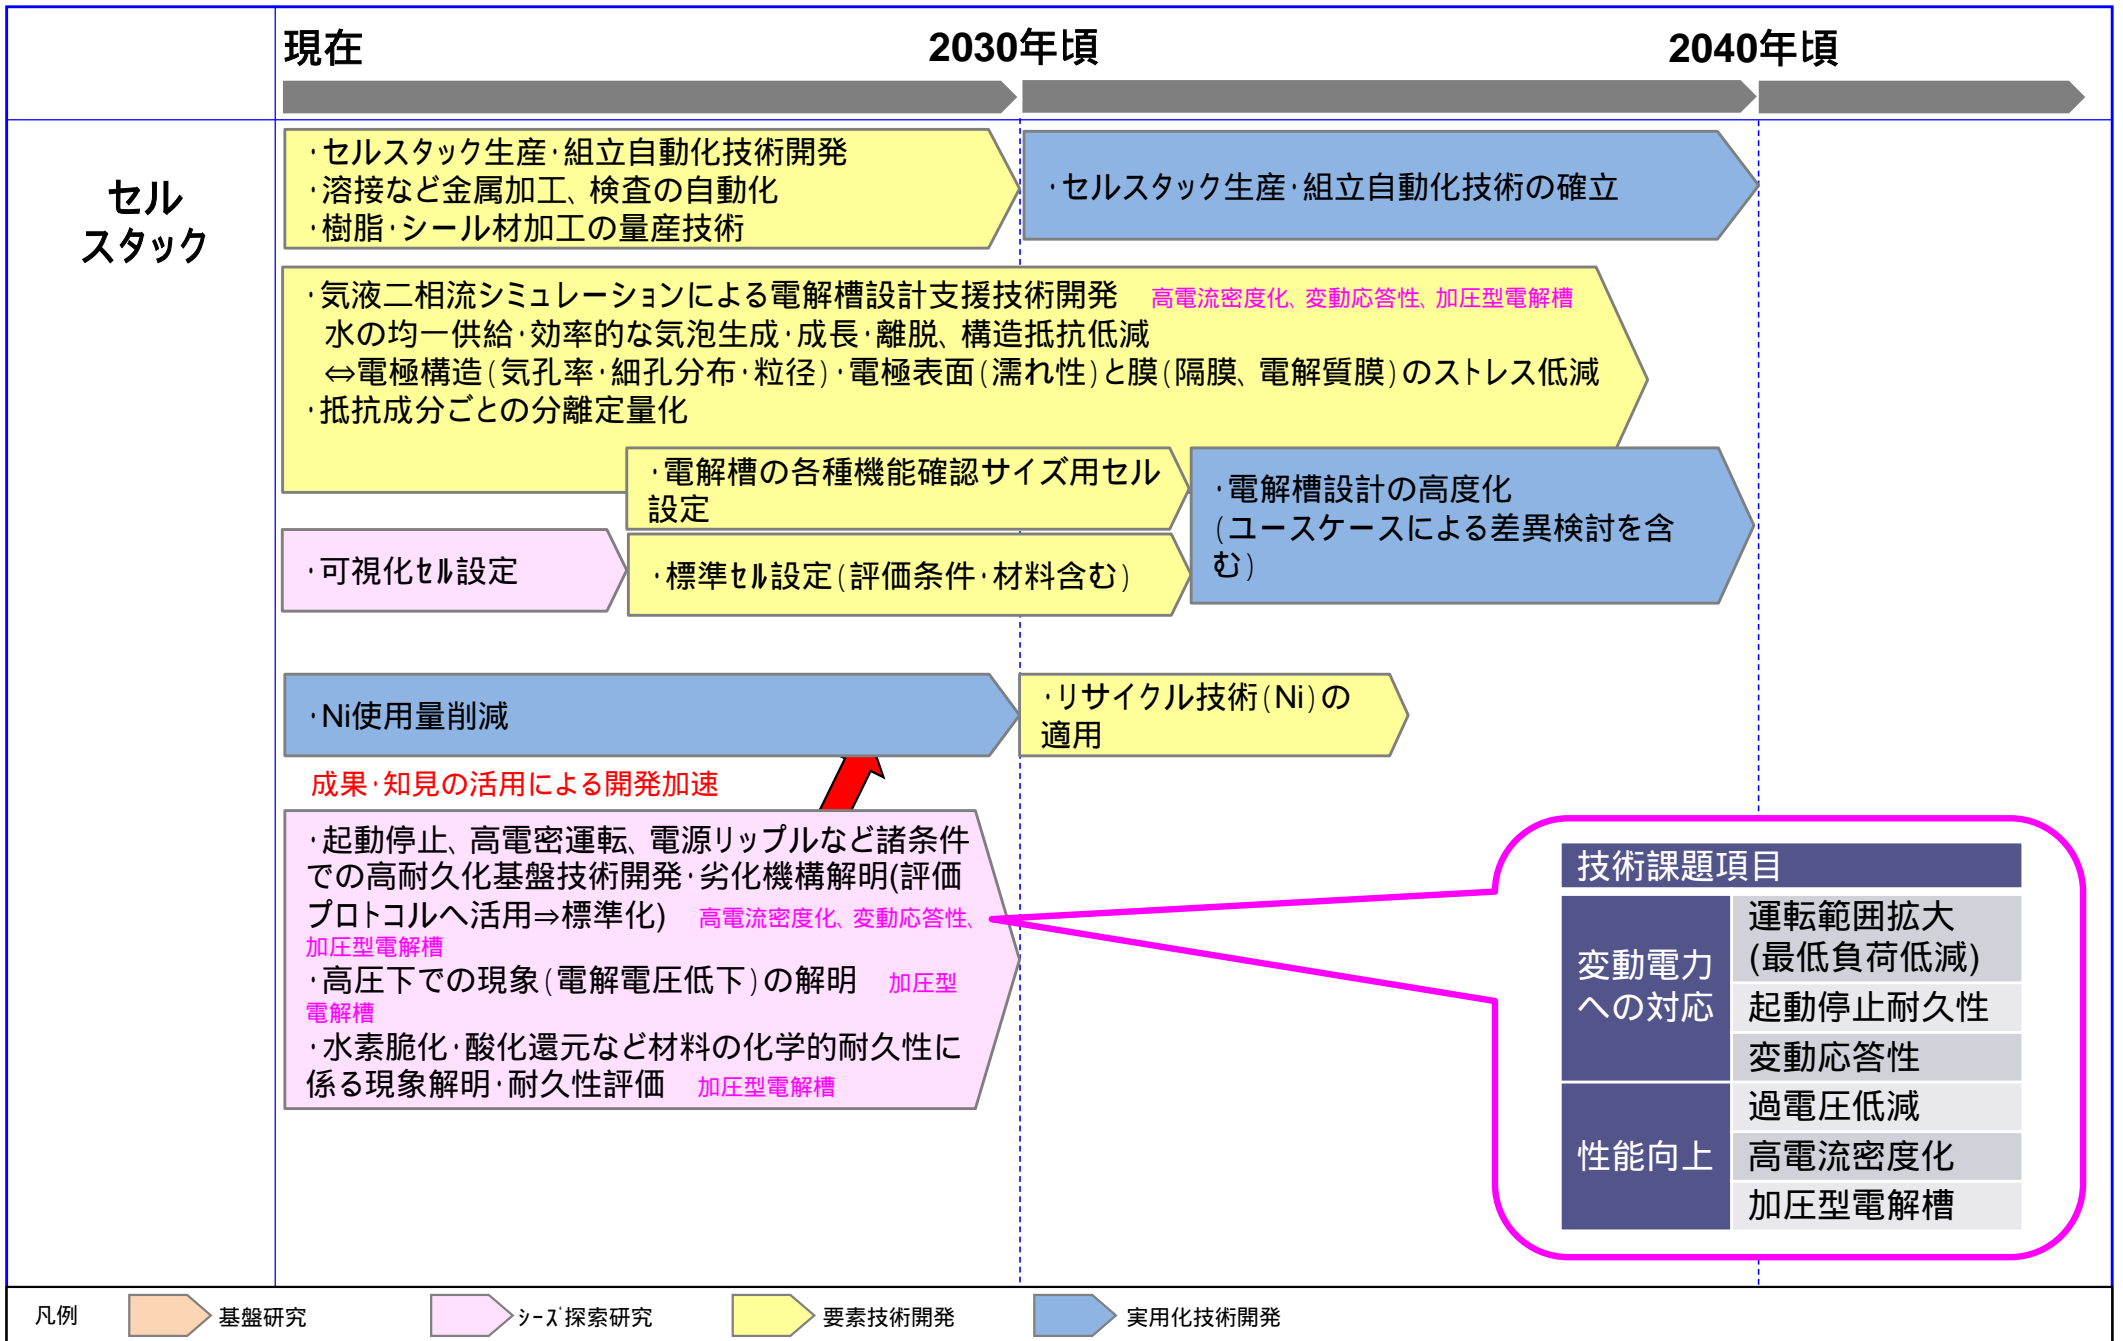 現在
2030年頃
2040年頃
セル
スタック
・セルスタック生産・組立自動化技術開発
・溶接など金属加工、検査の自動化
・樹脂・シール材加工の量産技術
・セルスタック生産・組立自動化技術の確立
・気液二相流シミュレーションによる電解槽設計支援技術開発　高電流密度化、変動応答性、加圧型電解槽
水の均一供給・効率的な気泡生成・成長・離脱、構造抵抗低減
⇔電極構造(気孔率・細孔分布・粒径)・電極表面(濡れ性)と膜(隔膜、電解質膜)のストレス低減
・抵抗成分ごとの分離定量化
・電解槽の各種機能確認サイズ用セル
設定
・電解槽設計の高度化
(ユースケースによる差異検討を含
む)
・可視化ｾﾙ設定
・標準ｾﾙ設定(評価条件・材料含む)
・Ni使用量削減
・リサイクル技術(Ni)の
適用
成果・知見の活用による開発加速
・起動停止、高電密運転、電源リップルなど諸条件
での高耐久化基盤技術開発・劣化機構解明(評価
プロトコルへ活用⇒標準化)　高電流密度化、変動応答性、
加圧型電解槽
・高圧下での現象(電解電圧低下)の解明　加圧型
電解槽
・水素脆化・酸化還元など材料の化学的耐久性に
係る現象解明・耐久性評価　加圧型電解槽
技術課題項目
変動電力
への対応
運転範囲拡大
(最低負荷低減)
起動停止耐久性
変動応答性
性能向上
過電圧低減
高電流密度化
加圧型電解槽
凡例
基盤研究
ｼｰｽﾞ探索研究
要素技術開発
実用化技術開発